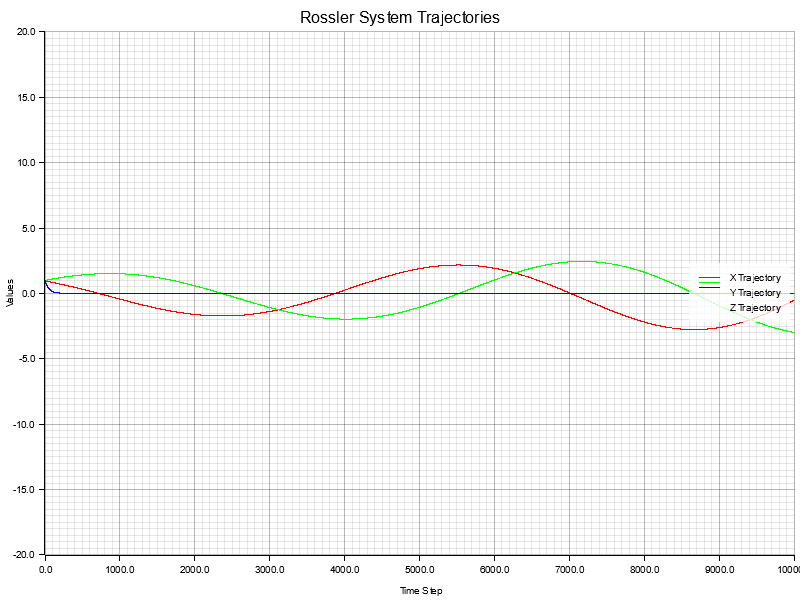 Rossler System Trajectories
20.0
15.0
10.0
5.0
0.0
-5.0
-10.0
-15.0
-20.0
Values
X Trajectory
Y Trajectory
Z Trajectory
0.0 1000.0 2000.0 3000.0 4000.0 5000.0 6000.0 7000.0 8000.0 9000.0 10000
Time Step